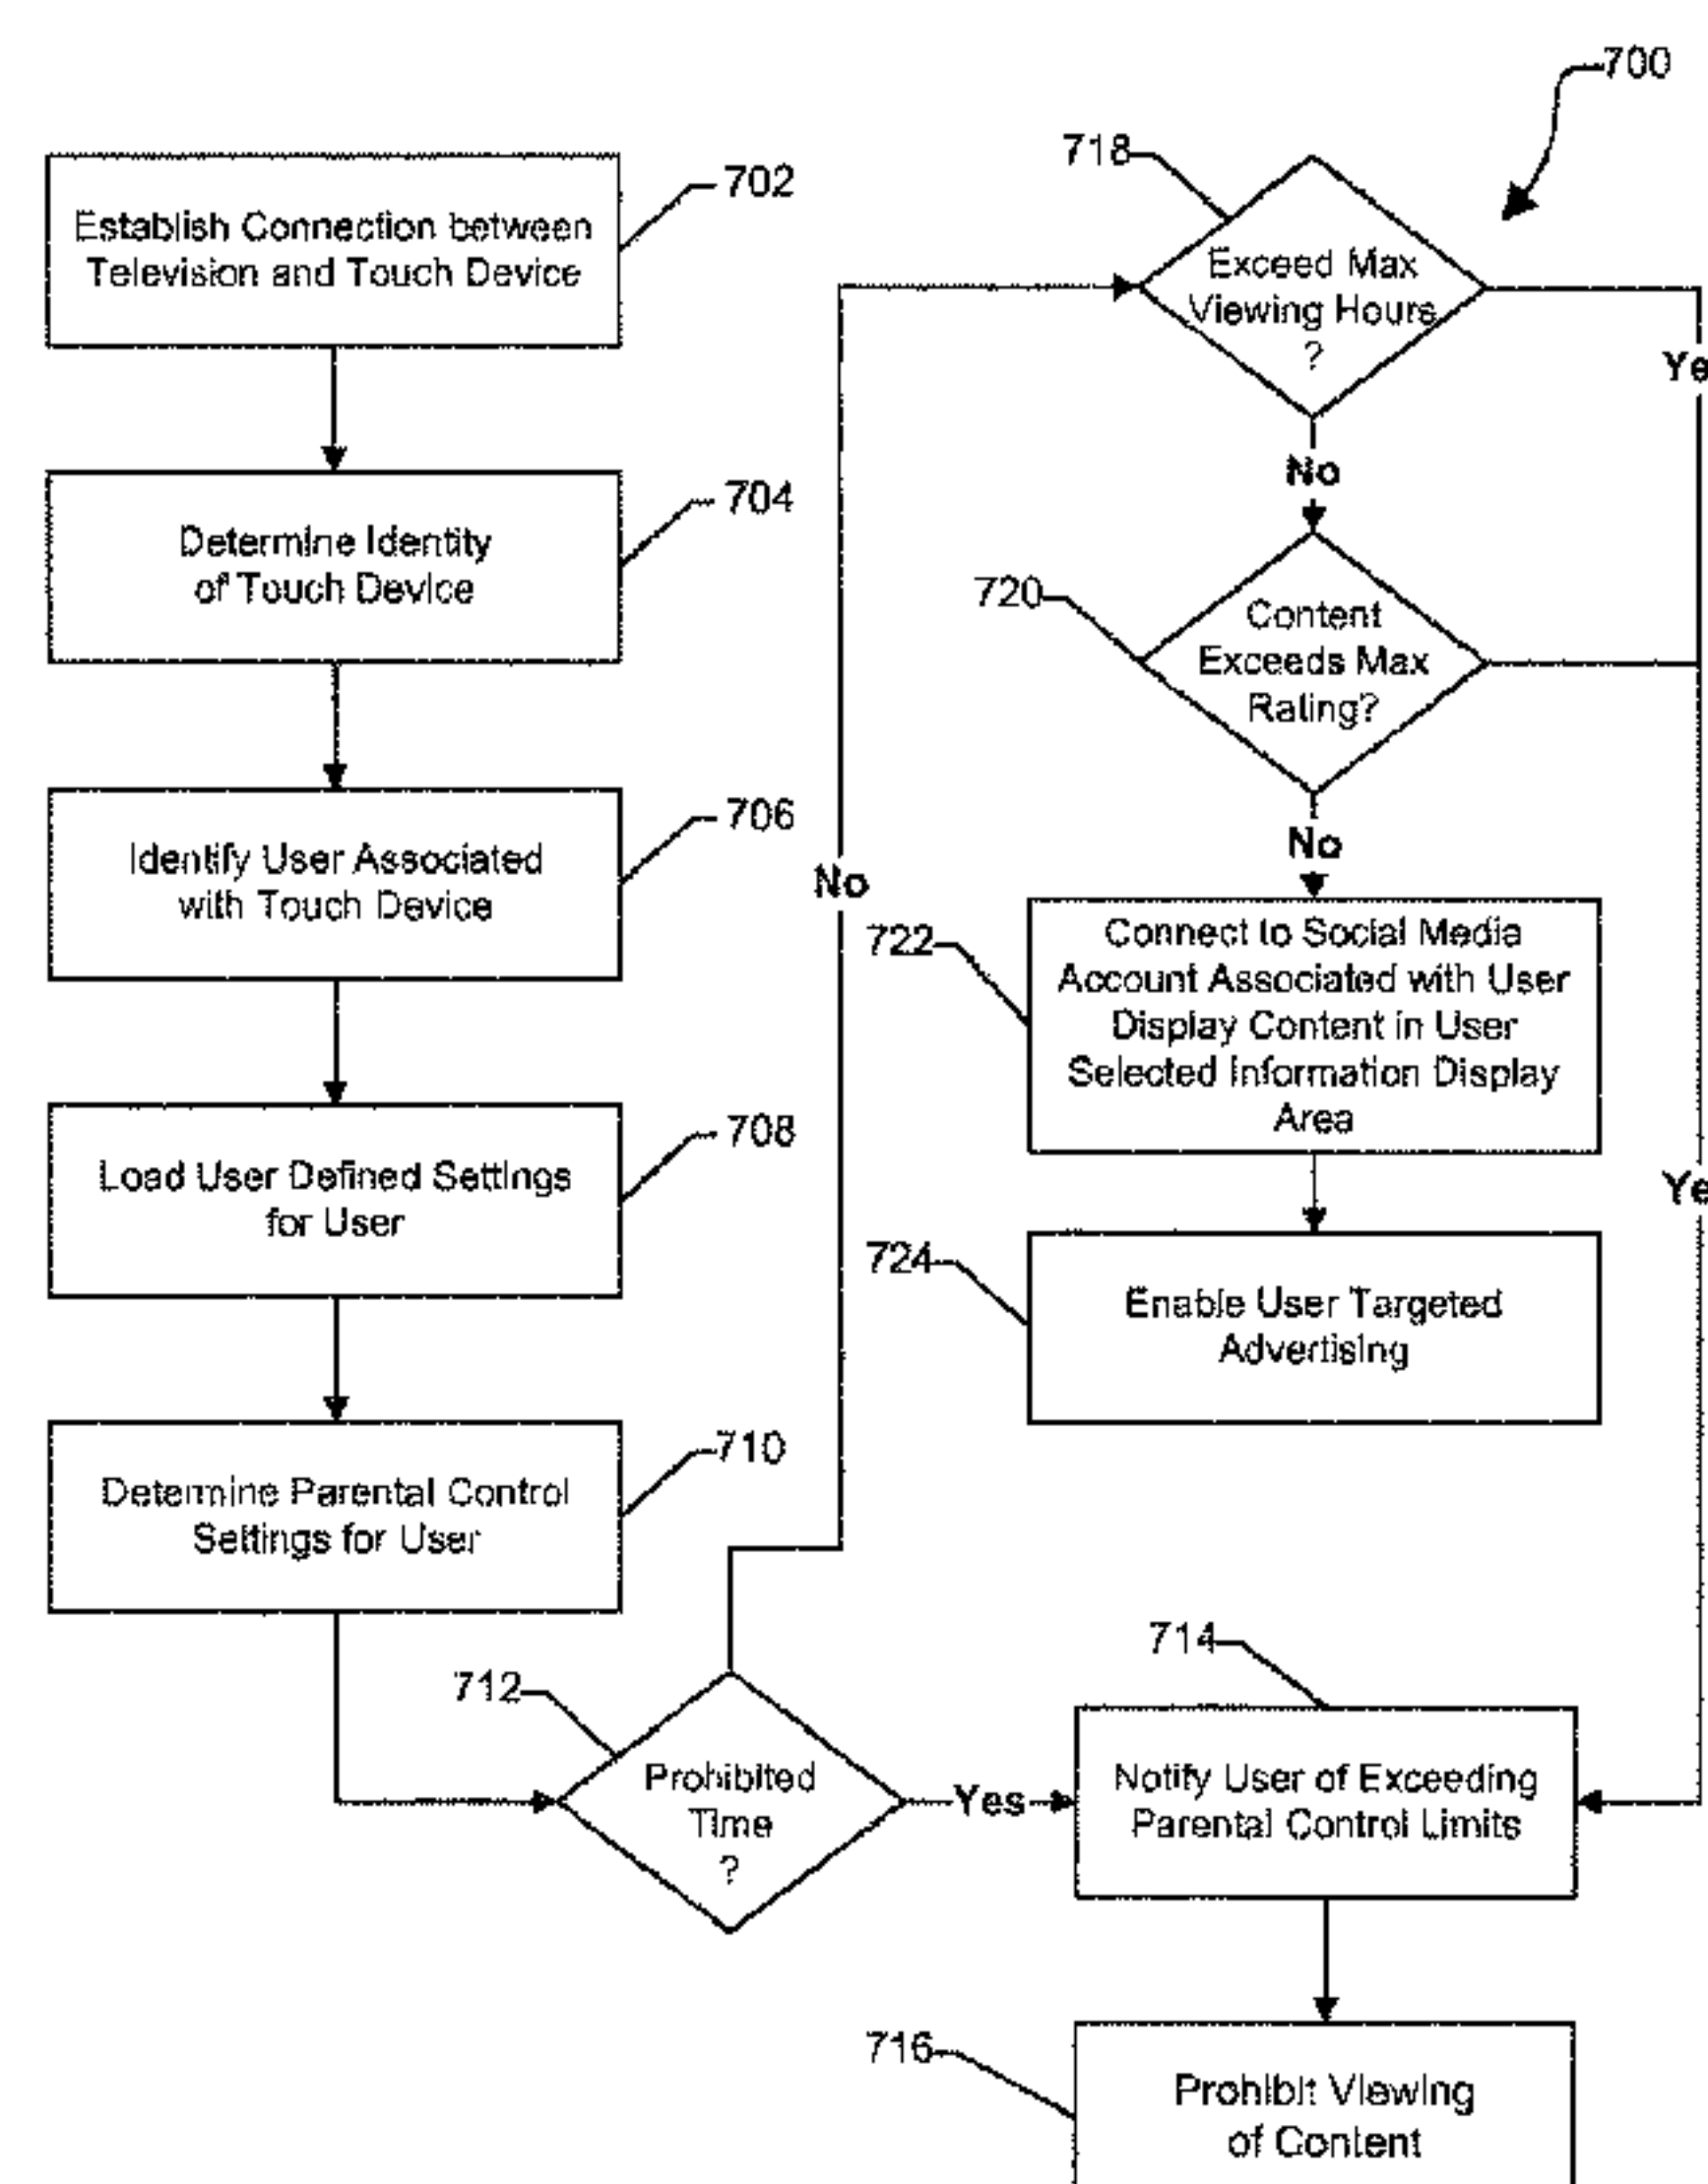 700
702
Establish Connection between
Television and Touch Device
704
Determine Identity
of Touch Device
706
Identify User Associated
with Touch Device
708
Load User Defined Settings
for User
710
Determine Parental Control
Settings for User
712
Prohibited
Time
?
No
Yes
718
Exceed Max
Viewing Hours
?
Ye
No
720
Content
Exceeds Max
Rating?
No
Ye
722
Connect to Social Media
Account Associated with User
Display Content in User
Selected Information Display
Area
724
Enable User Targeted
Advertising
714
Notify User of Exceeding
Parental Control Limits
716
Prohibit Viewing
of Content